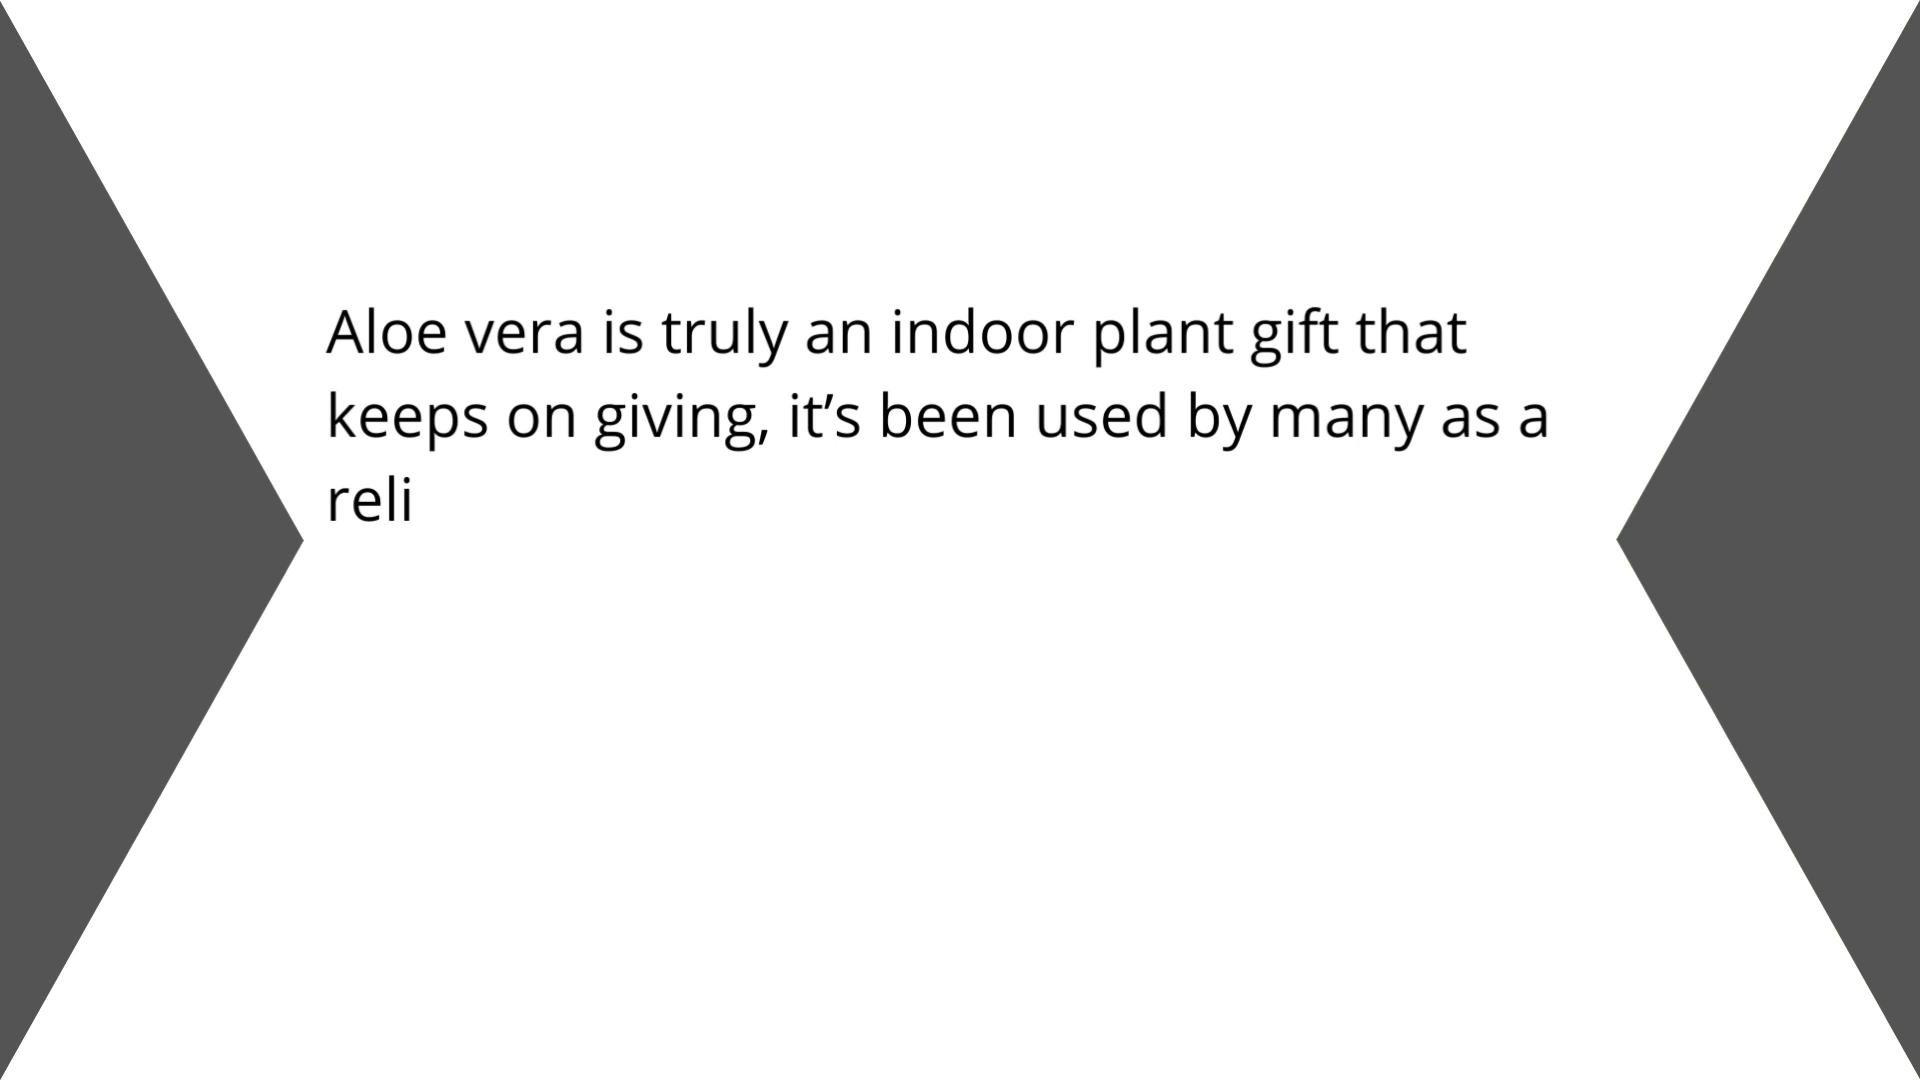 Aloe vera is truly an indoor plant gift that
keeps on giving, it’s been used by many as a
reli